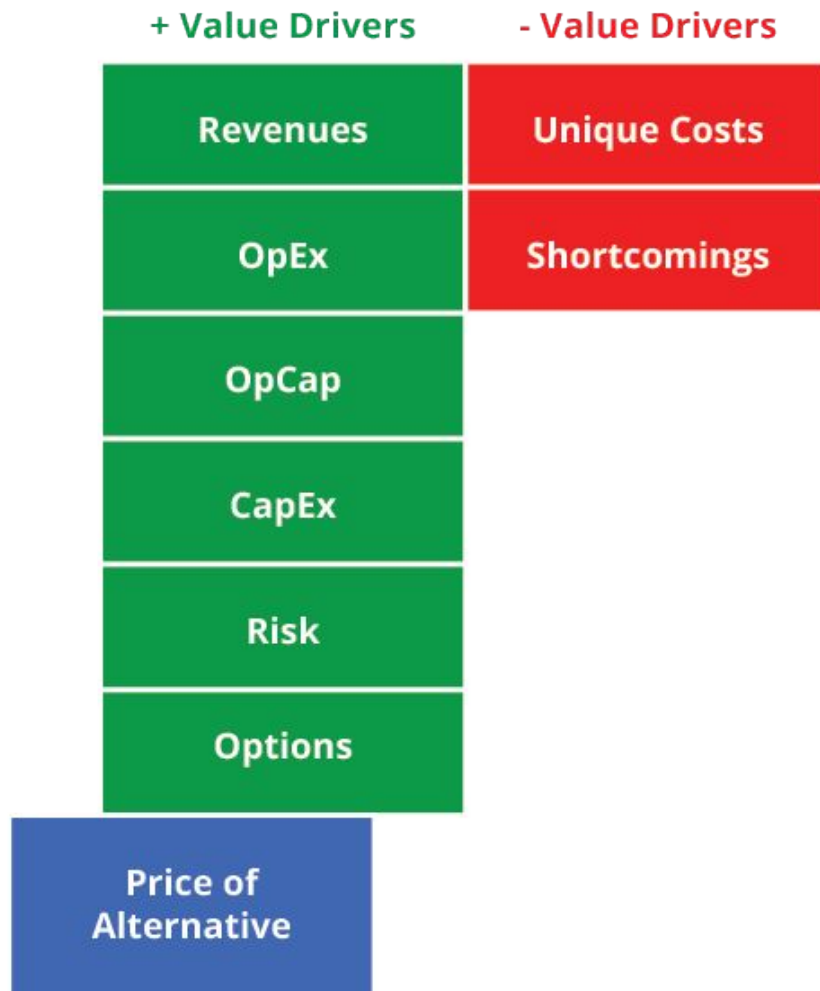 + Value Drivers
- Value Drivers
Revenues
Unique Costs
OpEx
Shortcomings
OpCap
CapEx
Risk
Options
Price of
Alternative